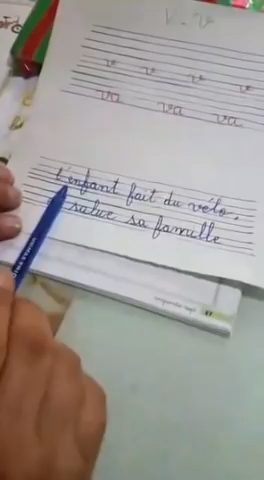 V - v
v v v v
va va va
l'enfant fait du vélo,
salue sa famille